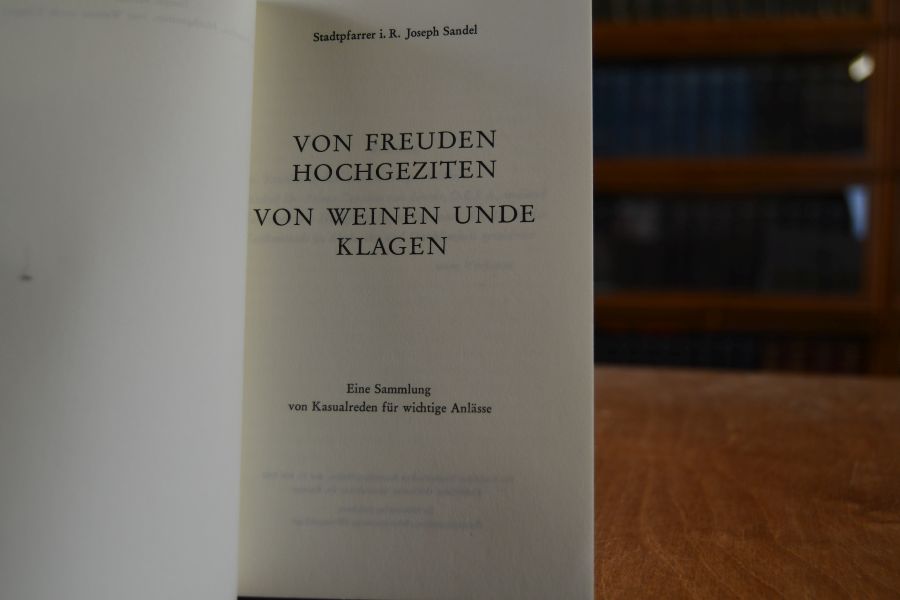 Stadtpfarrer i. R. Joseph Sandel
VON FREUDEN
HOCHGEZITEN
VON WEINEN UNDE
KLAGEN
Eine Sammlung
von Kasualreden für wichtige Anlässe